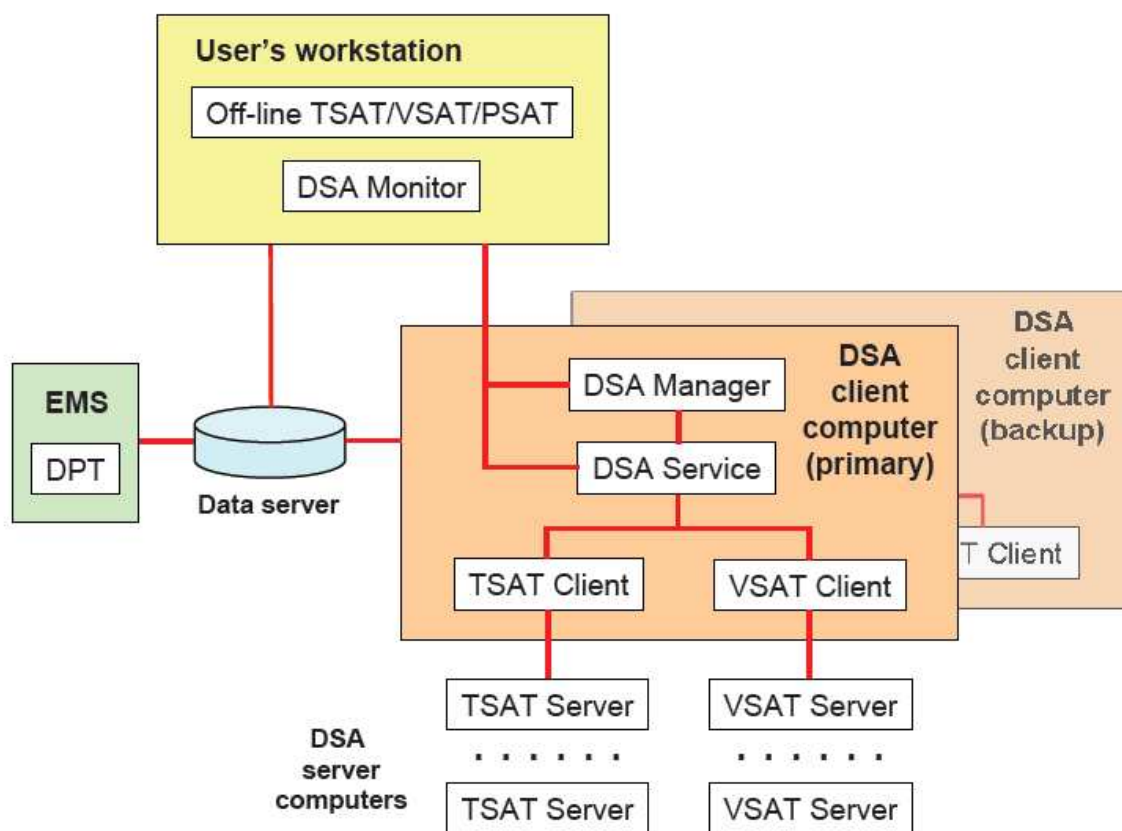 User's workstation
Off-line TSAT/VSAT/PSAT
DSA Monitor
EMS
DPT
Data server
DSA
client
computer
(primary)
DSA Manager
DSA Service
TSAT Client
VSAT Client
DSA
client
computer
(backup)
T Client
DSA
server
computers
TSAT Server
VSAT Server
. . . . . .
. . . . . .
TSAT Server
VSAT Server